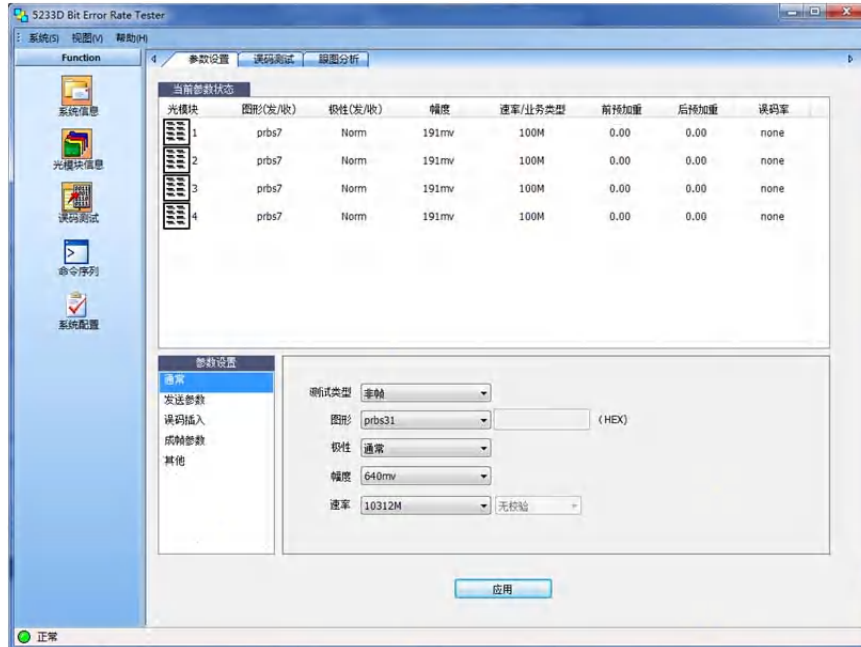 5233D Bit Error Rate Tester
系统(S) 视图(V) 帮助(H)
Function
系统信息
光模块信息
误码测试
命令序列
系统配置
参数设置 误码测试 眼图分析
当前参数状态
光模块 图形(发/收) 极性(发/收) 幅度 速率/业务类型 前预加重 后预加重 误码率
1 prbs7 Norm 191mv 100M 0.00 0.00 none
2 prbs7 Norm 191mv 100M 0.00 0.00 none
3 prbs7 Norm 191mv 100M 0.00 0.00 none
4 prbs7 Norm 191mv 100M 0.00 0.00 none
参数设置
通常
发送参数
误码插入
成帧参数
其他
测试类型 非帧
图形 prbs31 (HEX)
极性 通常
幅度 640mv
速率 10312M 无校验
应用
正常